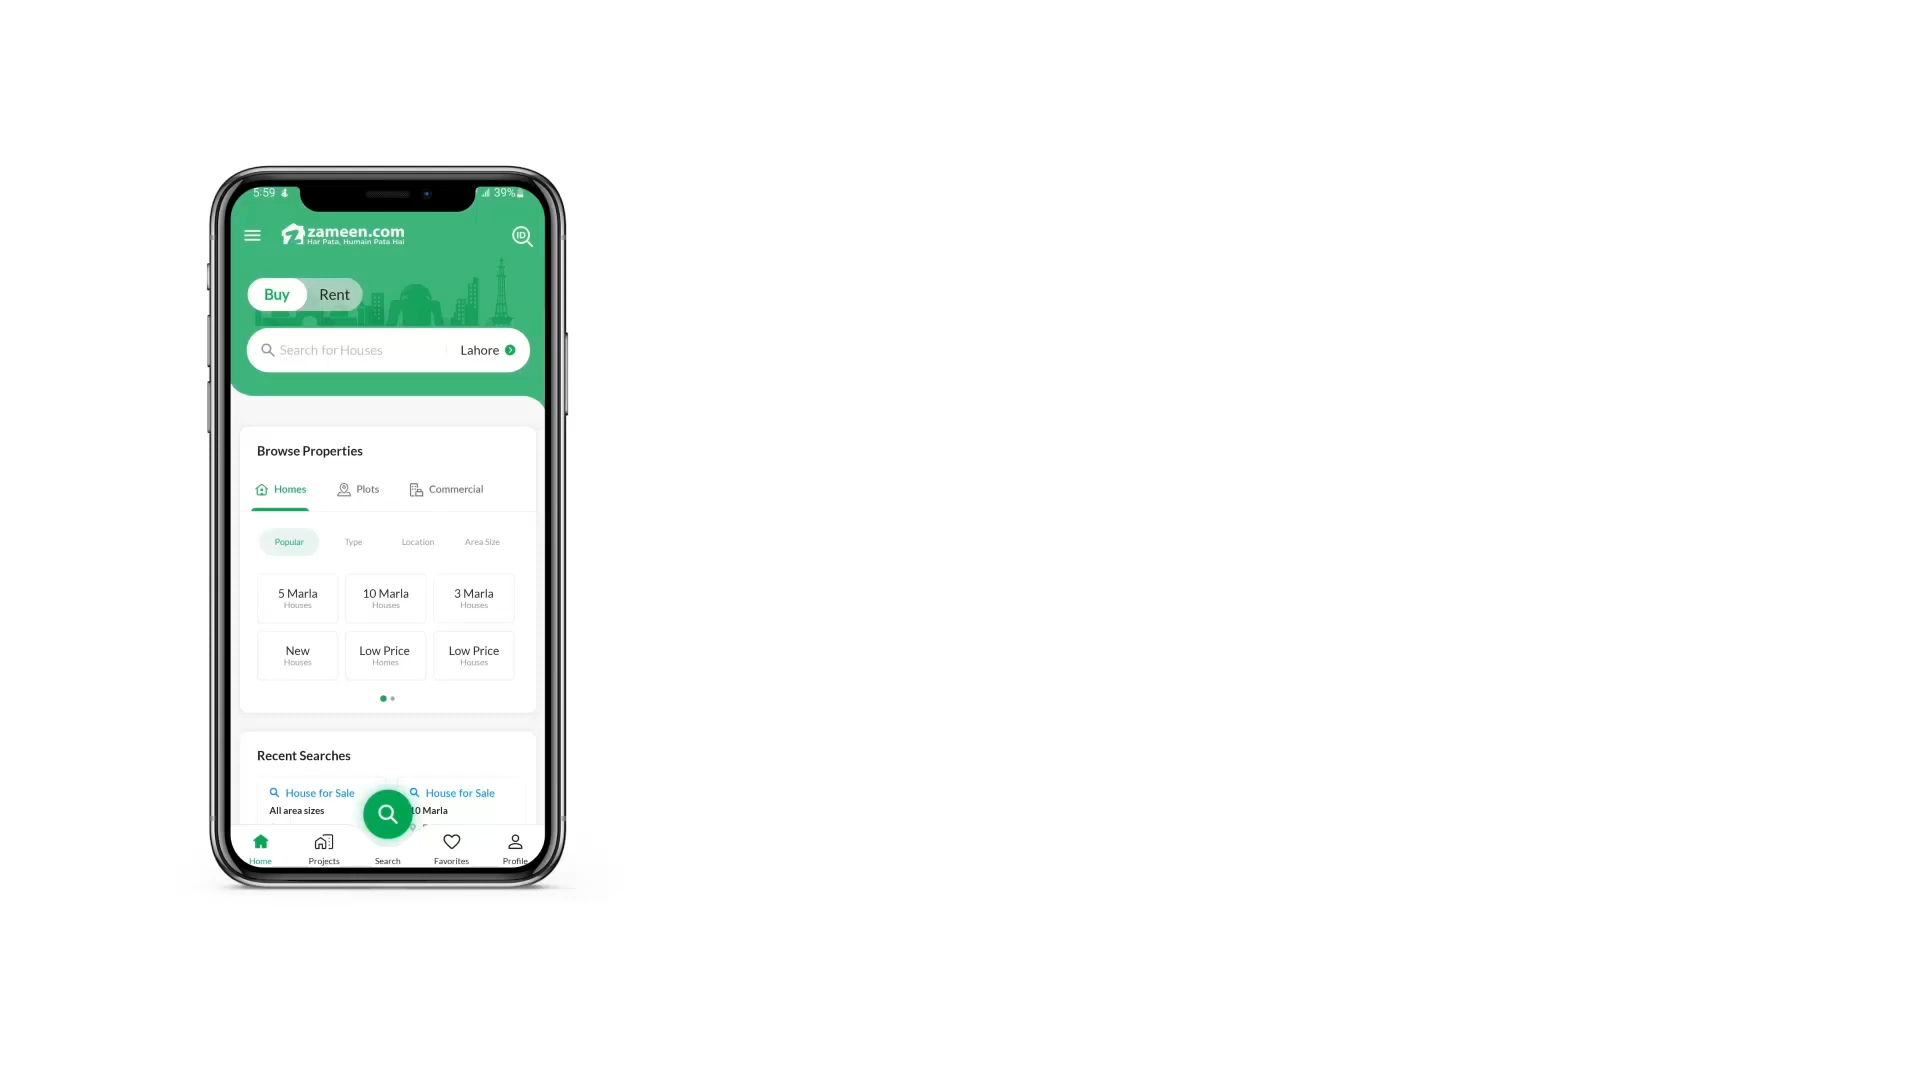 5:59
39%
zameen.com
Har Pata, Humain Pata Hai
ID
Buy Rent
Search for Houses Lahore
Browse Properties
Homes Plots Commercial
Popular Type Location Area Size
5 Marla 10 Marla 3 Marla
Houses Houses Houses
New Low Price Low Price
Houses Homes Houses
Recent Searches
House for Sale House for Sale
All area sizes 10 Marla
Home Projects Search Favorites Profile